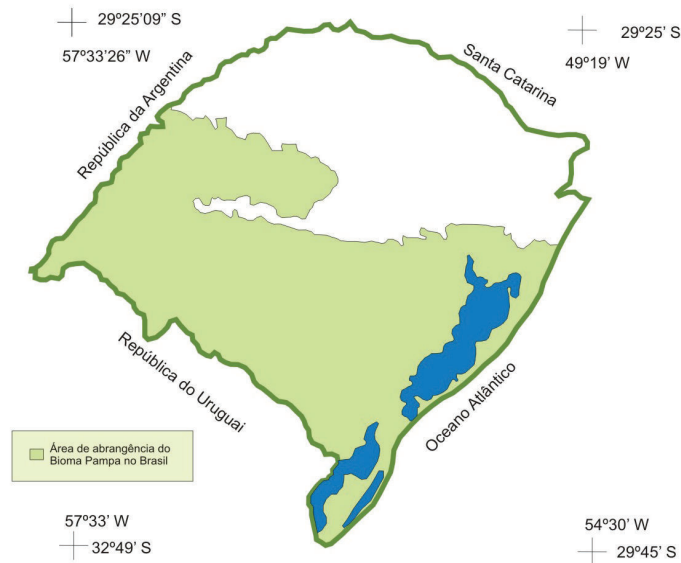 29º25'09" S
57º33'26" W
29º25' S
49º19' W
Santa Catarina
República da Argentina
República do Uruguai
Oceano Atlântico
Área de abrangência do
Bioma Pampa no Brasil
57º33' W
32º49' S
54º30' W
29º45' S